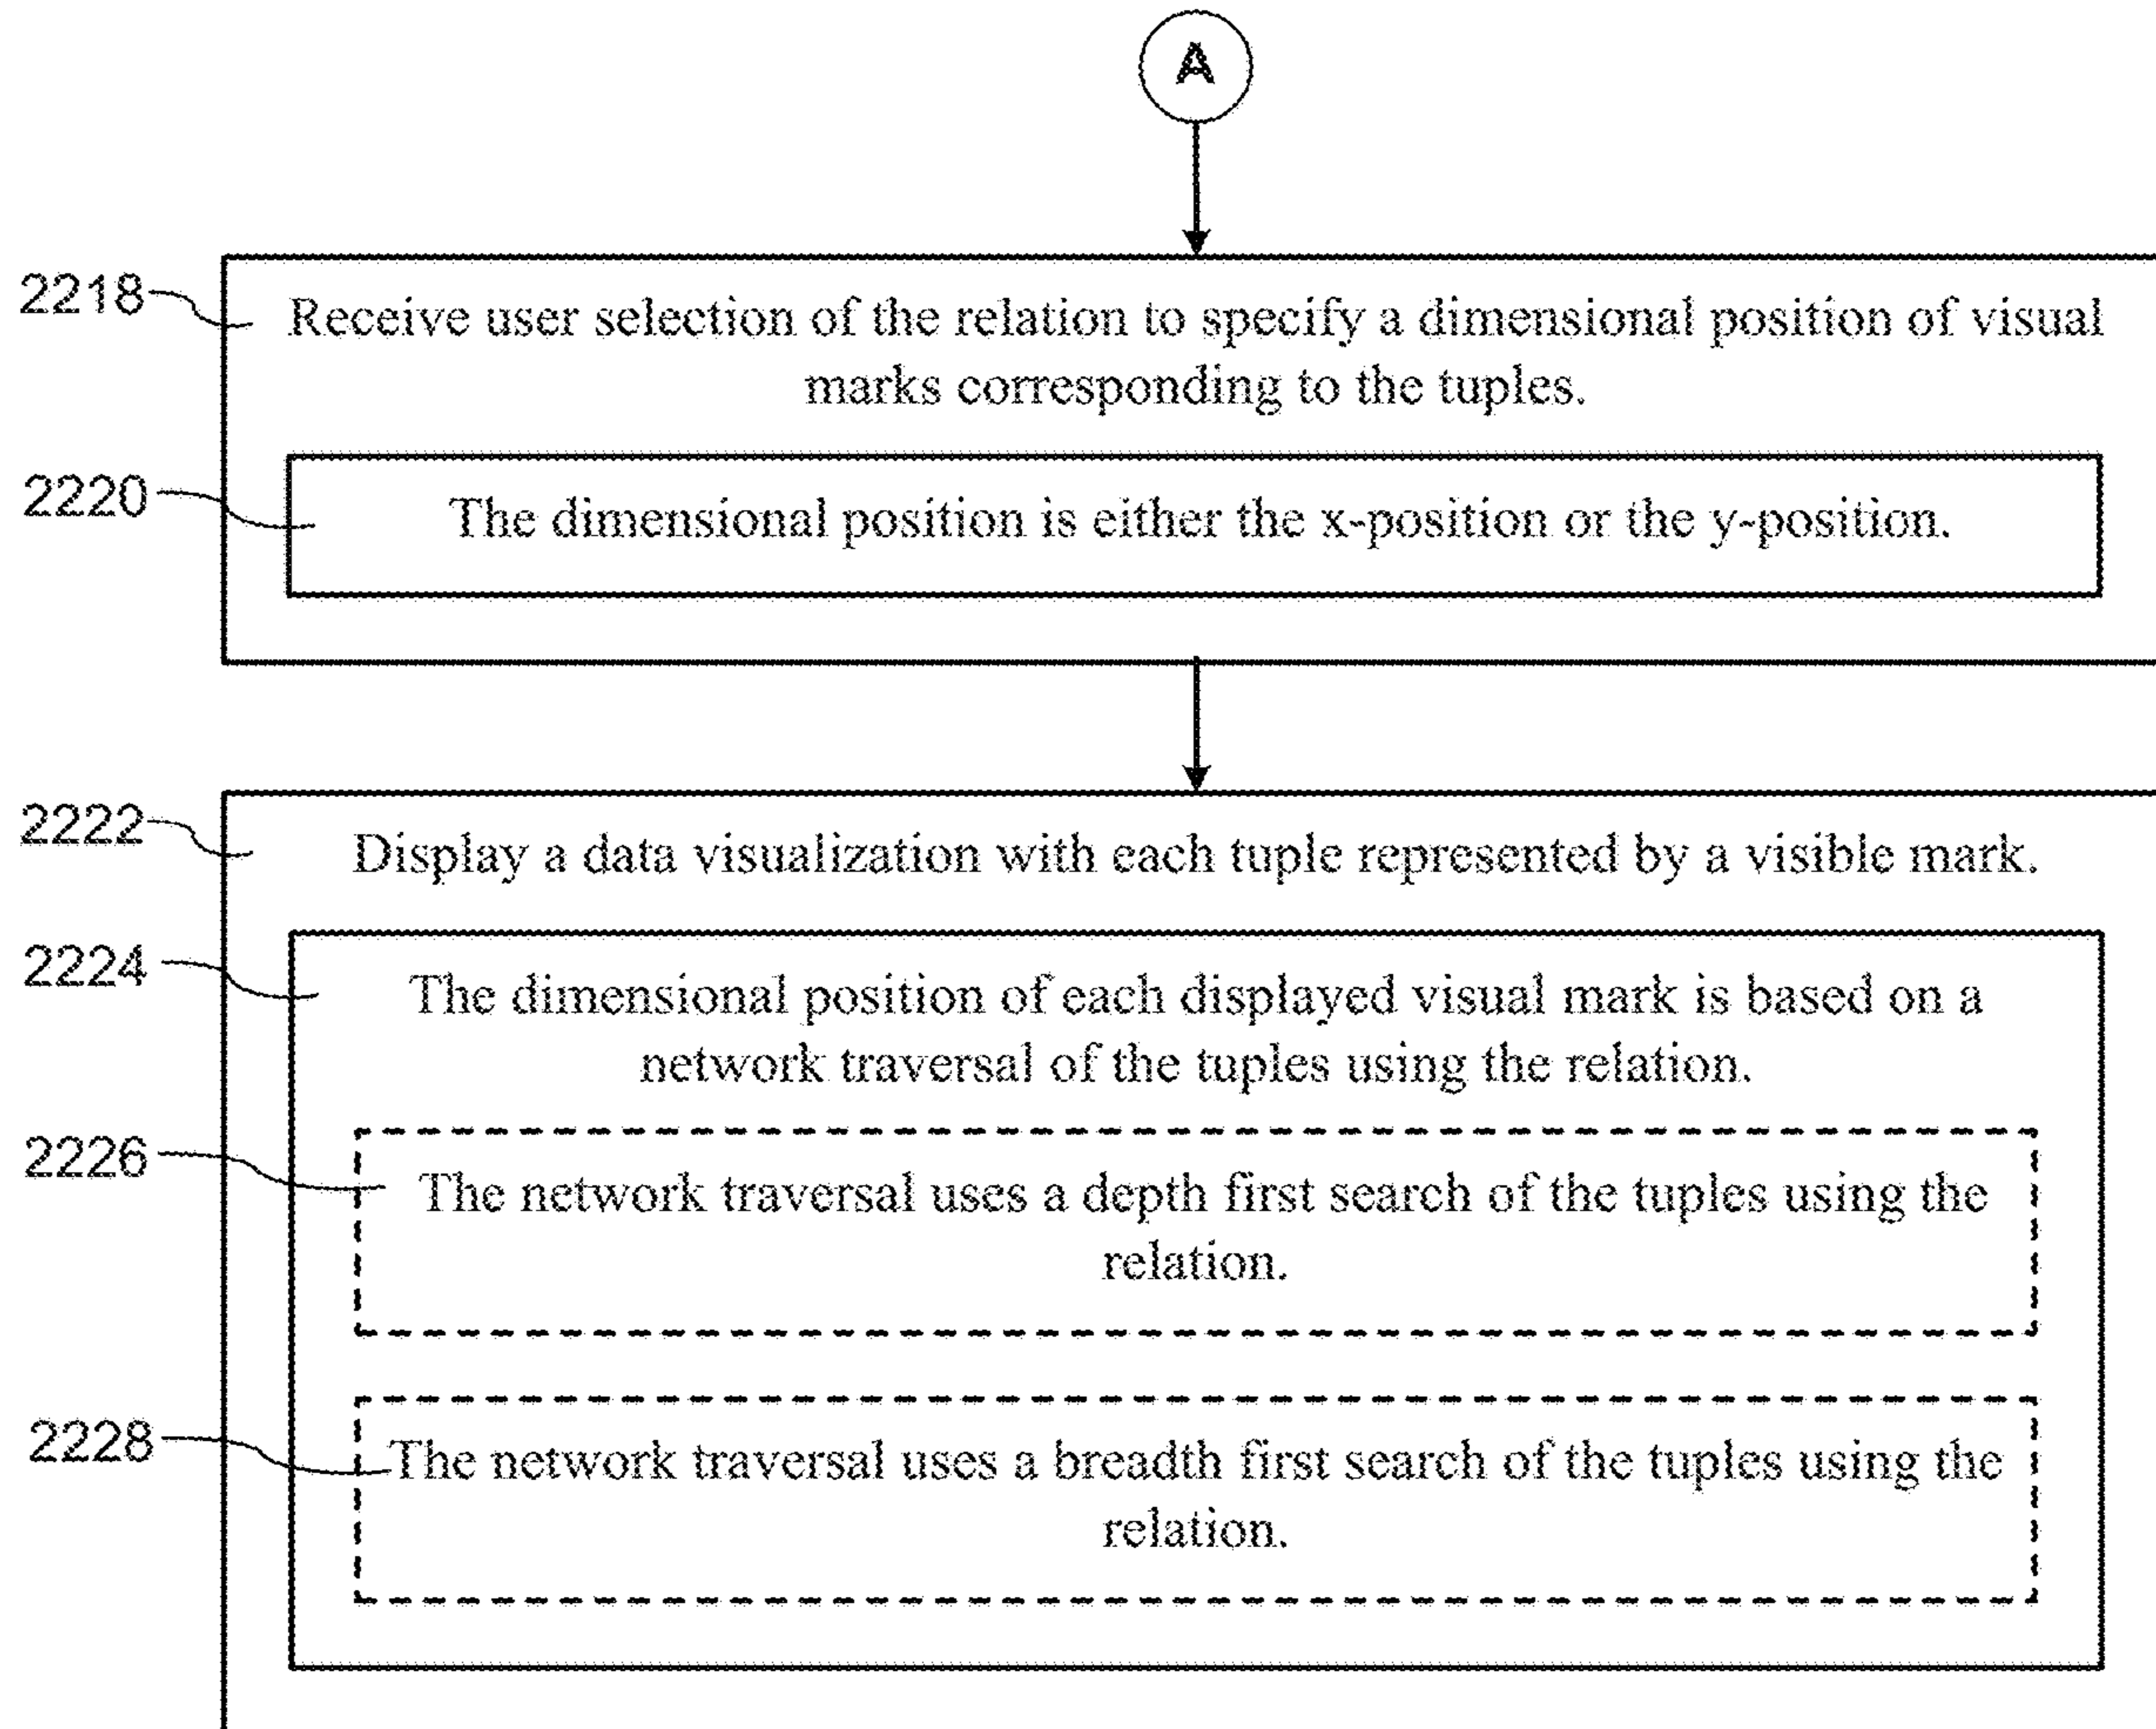 A
2218
Receive user selection of the relation to specify a dimensional position of visual
marks corresponding to the tuples.
2220
The dimensional position is either the x-position or the y-position.
2222
Display a data visualization with each tuple represented by a visible mark.
2224
The dimensional position of each displayed visual mark is based on a
network traversal of the tuples using the relation.
2226
The network traversal uses a depth first search of the tuples using the
relation.
2228
The network traversal uses a breadth first search of the tuples using the
relation.